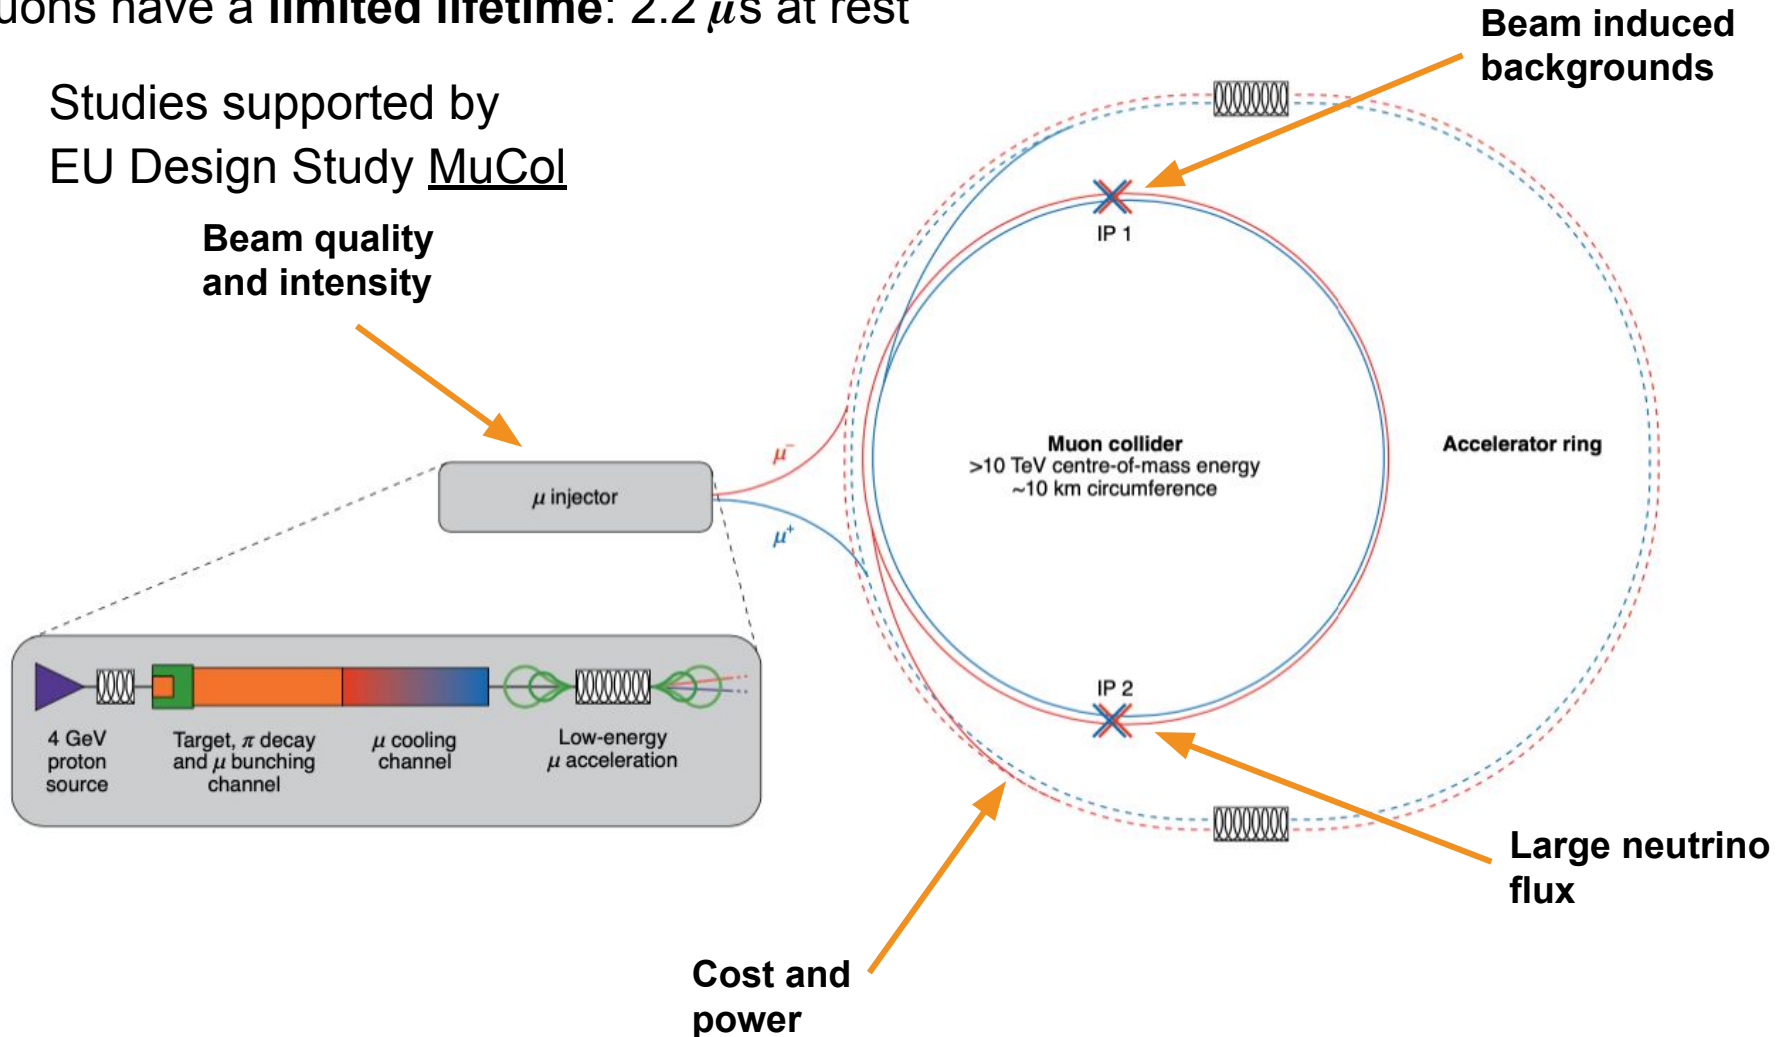 uons have a limited lifetime: 2.2 μs at rest
Studies supported by
EU Design Study MuCol
Beam induced
backgrounds
Beam quality
and intensity
IP 1
μ⁻
μ injector
μ⁺
Muon collider
>10 TeV centre-of-mass energy
~10 km circumference
Accelerator ring
IP 2
4 GeV
proton
source
Target, π decay
and μ bunching
channel
μ cooling
channel
Low-energy
μ acceleration
Large neutrino
flux
Cost and
power